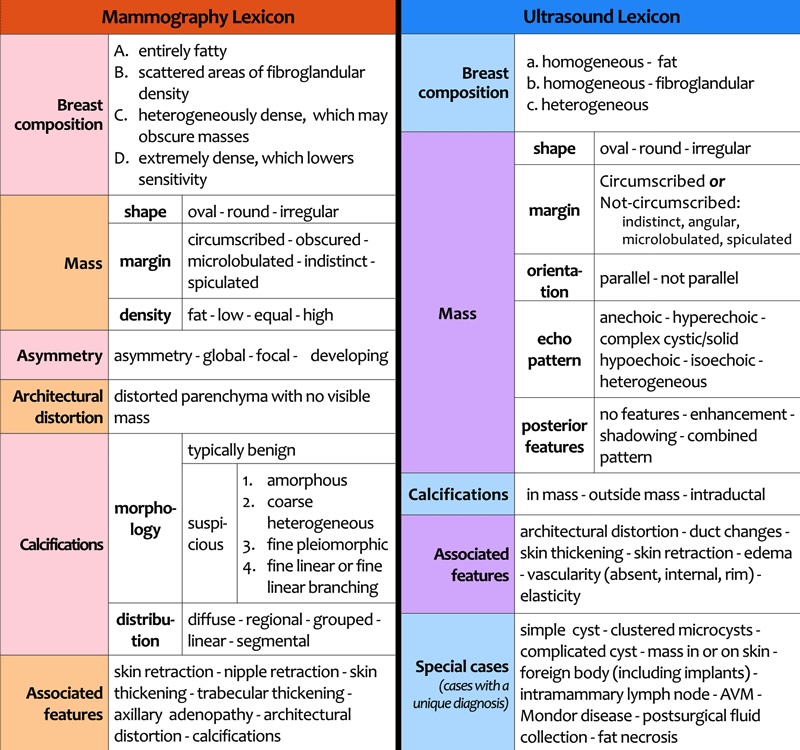 Mammography Lexicon
Breast
composition
A. entirely fatty
B. scattered areas of fibroglandular
density
C. heterogeneously dense, which may
obscure masses
D. extremely dense, which lowers
sensitivity
Mass
shape
oval - round - irregular
margin
circumscribed - obscured -
microlobulated - indistinct -
spiculated
density
fat - low - equal - high
Asymmetry
asymmetry - global - focal - developing
Architectural
distortion
distorted parenchyma with no visible
mass
Calcifications
morpho-
logy
typically benign
suspi-
cious
1. amorphous
2. coarse
heterogeneous
3. fine pleiomorphic
4. fine linear or fine
linear branching
distribu-
tion
diffuse - regional - grouped -
linear - segmental
Associated
features
skin retraction - nipple retraction - skin
thickening - trabecular thickening -
axillary adenopathy - architectural
distortion - calcifications
Ultrasound Lexicon
Breast
composition
a. homogeneous - fat
b. homogeneous - fibroglandular
c. heterogeneous
Mass
shape
oval - round - irregular
margin
Circumscribed or
Not-circumscribed:
indistinct, angular,
microlobulated, spiculated
orienta-
tion
parallel - not parallel
echo
pattern
anechoic - hyperechoic -
complex cystic/solid
hypoechoic - isoechoic -
heterogeneous
posterior
features
no features - enhancement -
shadowing - combined
pattern
Calcifications
in mass - outside mass - intraductal
Associated
features
architectural distortion - duct changes -
skin thickening - skin retraction - edema
- vascularity (absent, internal, rim) -
elasticity
Special cases
(cases with a
unique diagnosis)
simple cyst - clustered microcysts -
complicated cyst - mass in or on skin -
foreign body (including implants) -
intramammary lymph node - AVM -
Mondor disease - postsurgical fluid
collection - fat necrosis